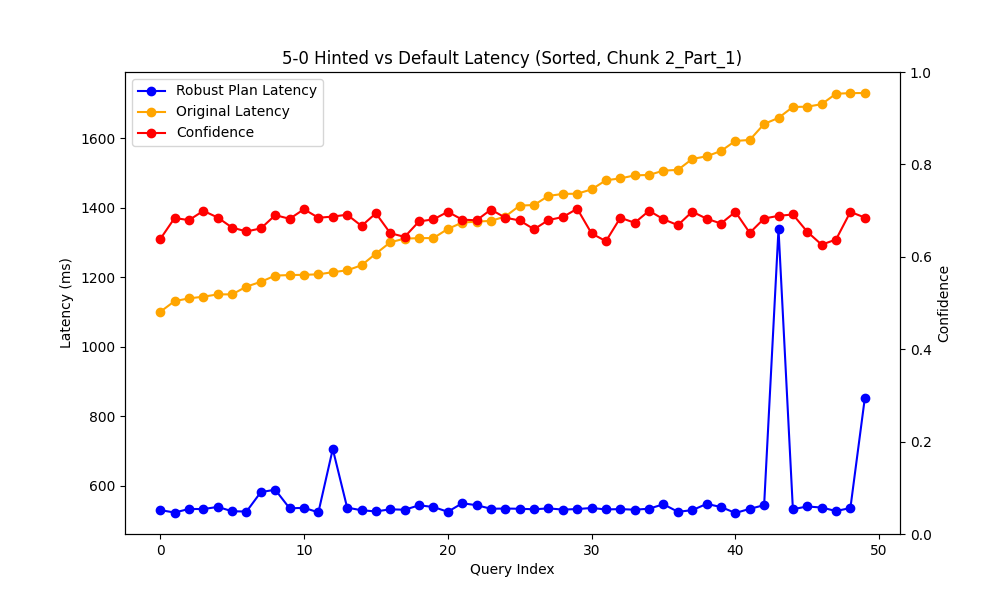 5-0 Hinted vs Default Latency (Sorted, Chunk 2_Part_1)
Robust Plan Latency
Original Latency
Confidence
Latency (ms)
1600
1400
1200
1000
800
600
0
10
20
30
40
50
Query Index
1.0
0.8
0.6
0.4
0.2
0.0
Confidence